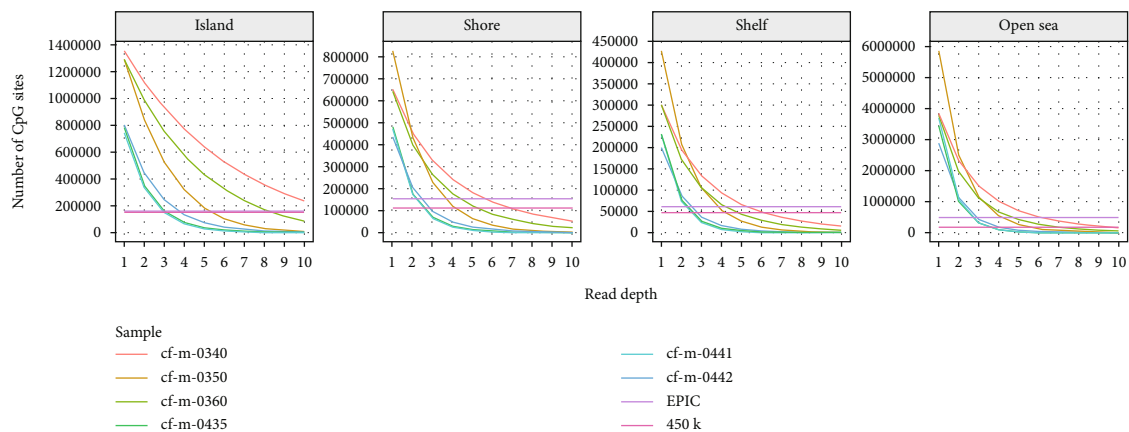 Island
Shore
Shelf
Open sea
Number of CpG sites
1400000
1200000
1000000
800000
600000
400000
200000
0
1 2 3 4 5 6 7 8 9 10
800000
700000
600000
500000
400000
300000
200000
100000
0
1 2 3 4 5 6 7 8 9 10
450000
400000
350000
300000
250000
200000
150000
100000
50000
0
1 2 3 4 5 6 7 8 9 10
6000000
5000000
4000000
3000000
2000000
1000000
0
1 2 3 4 5 6 7 8 9 10
Read depth
Sample
cf-m-0340
cf-m-0350
cf-m-0360
cf-m-0435
cf-m-0441
cf-m-0442
EPIC
450 k